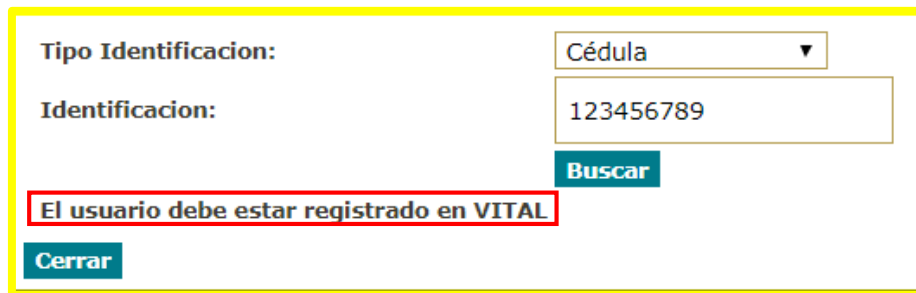 Tipo Identificacion: Cédula
Identificacion: 123456789
Buscar
El usuario debe estar registrado en VITAL
Cerrar